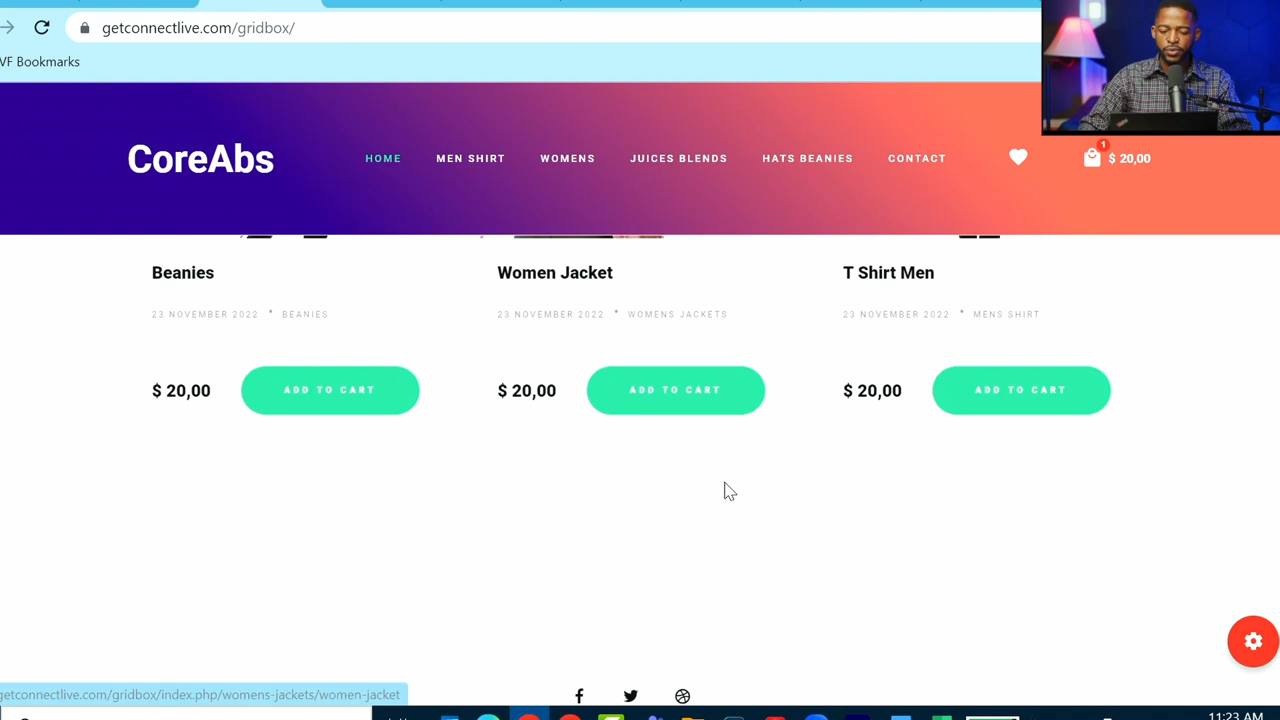 getconnectlive.com/gridbox/
VF Bookmarks
CoreAbs
HOME MEN SHIRT WOMENS JUICES BLENDS HATS BEANIES CONTACT 1 $ 20,00
Beanies Women Jacket T Shirt Men
23 NOVEMBER 2022 • BEANIES 23 NOVEMBER 2022 • WOMENS JACKETS 23 NOVEMBER 2022 • MENS SHIRT
$ 20,00 ADD TO CART $ 20,00 ADD TO CART $ 20,00 ADD TO CART
getconnectlive.com/gridbox/index.php/womens-jackets/women-jacket
11:23 AM